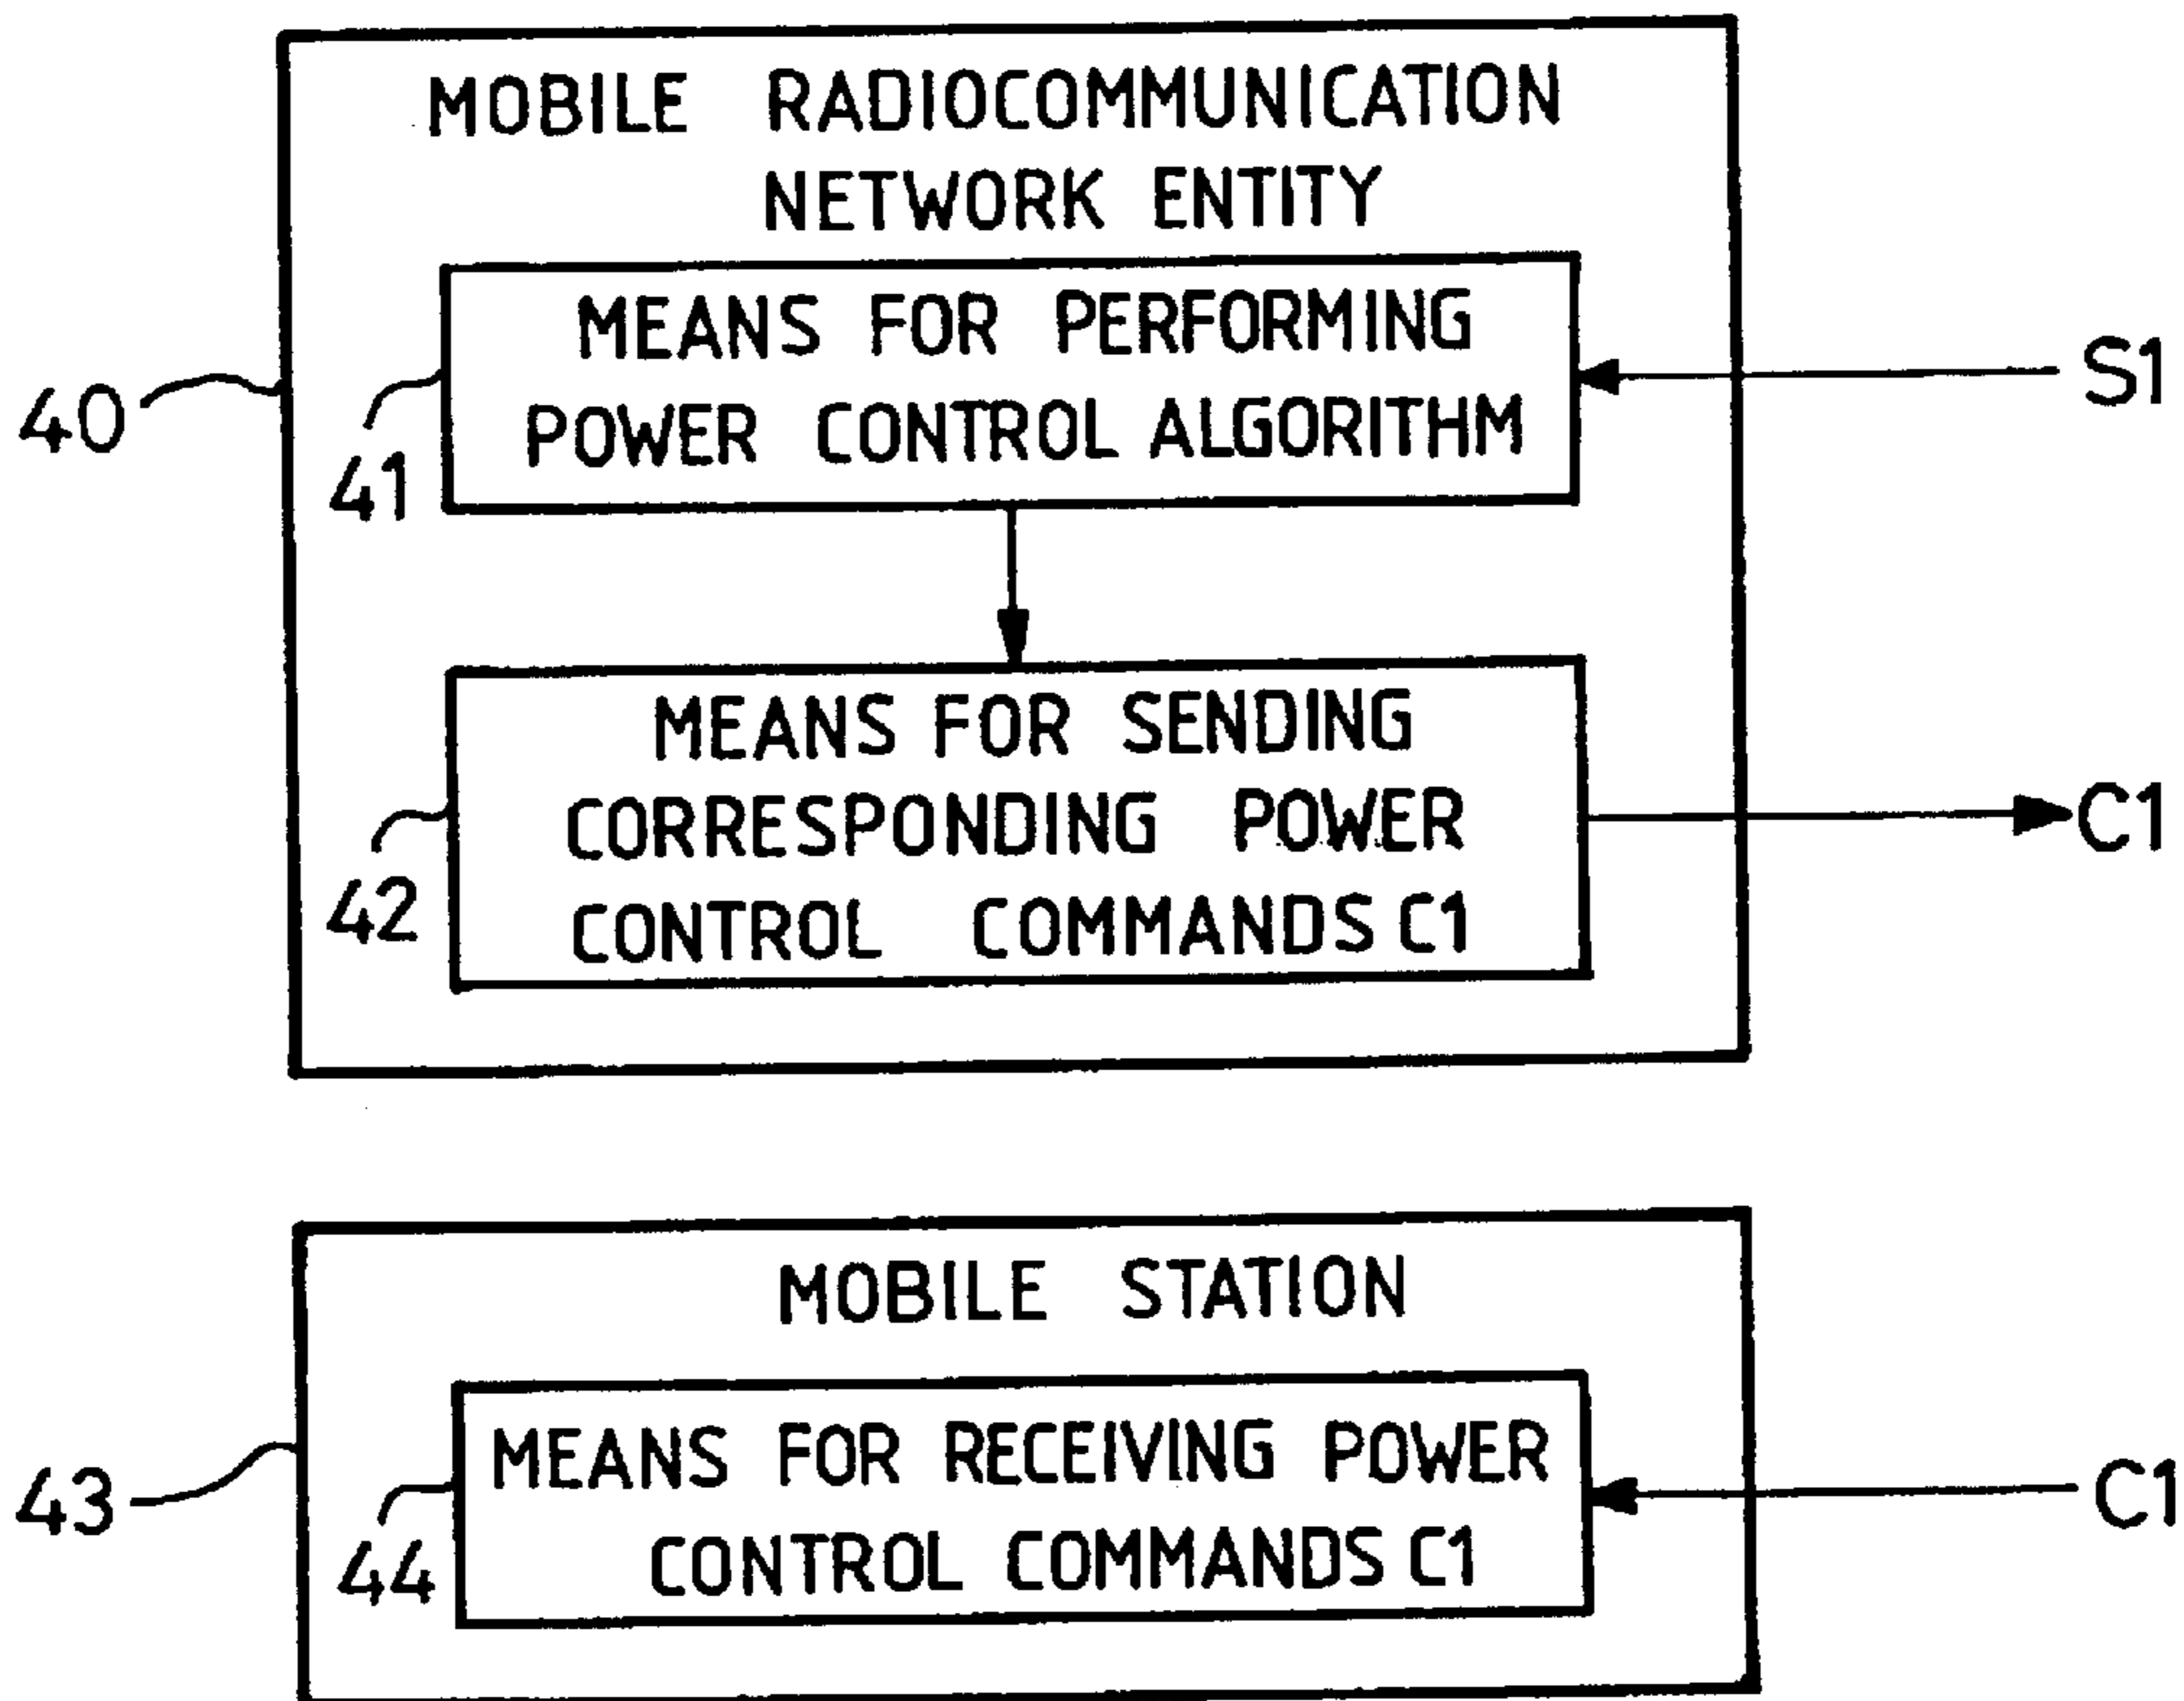 MOBILE RADIOCOMMUNICATION
NETWORK ENTITY
MEANS FOR PERFORMING
POWER CONTROL ALGORITHM
S1
40
41
MEANS FOR SENDING
CORRESPONDING POWER
CONTROL COMMANDS C1
C1
42
MOBILE STATION
MEANS FOR RECEIVING POWER
CONTROL COMMANDS C1
C1
43
44